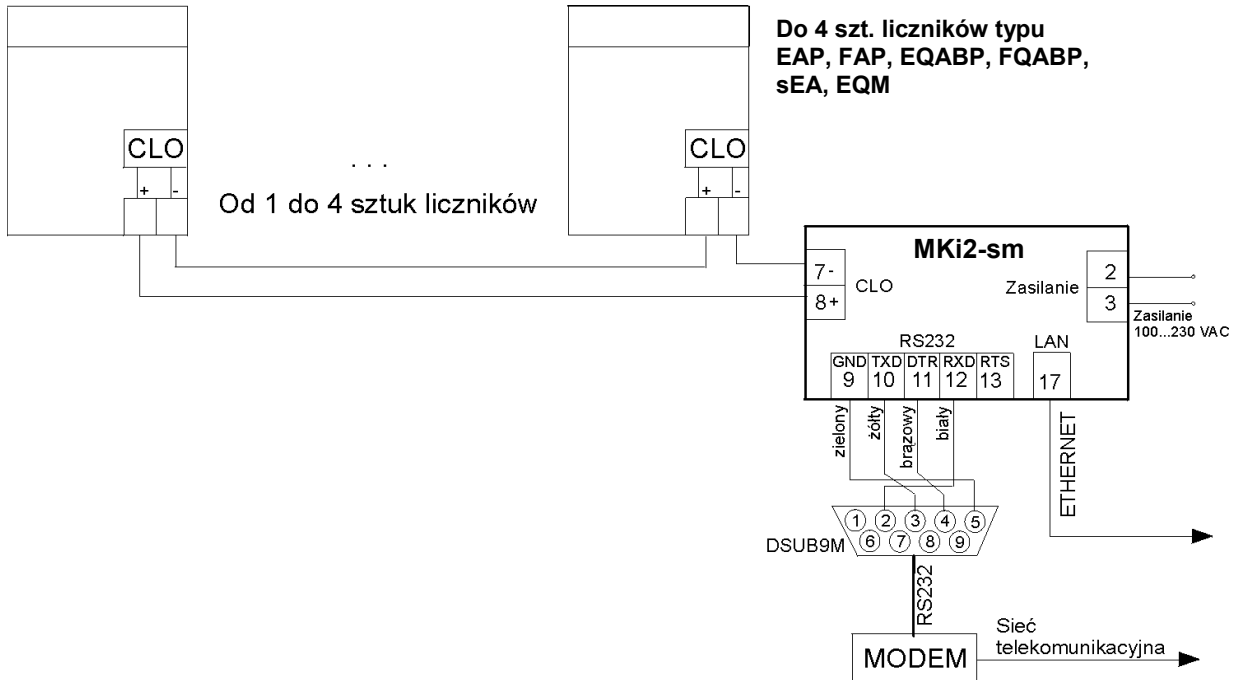 Do 4 szt. liczników typu
EAP, FAP, EQABP, FQABP,
sEA, EQM
CLO
+ -
. . .
Od 1 do 4 sztuk liczników
CLO
+ -
MKi2-sm
7-
8+
CLO
Zasilanie
2
3
Zasilanie
100...230 VAC
RS232
GND TXD DTR RXD RTS
9 10 11 12 13
LAN
17
zielony
żółty
brązowy
biały
ETHERNET
1 2 3 4 5
6 7 8 9
DSUB9M
RS232
MODEM
Sieć
telekomunikacyjna